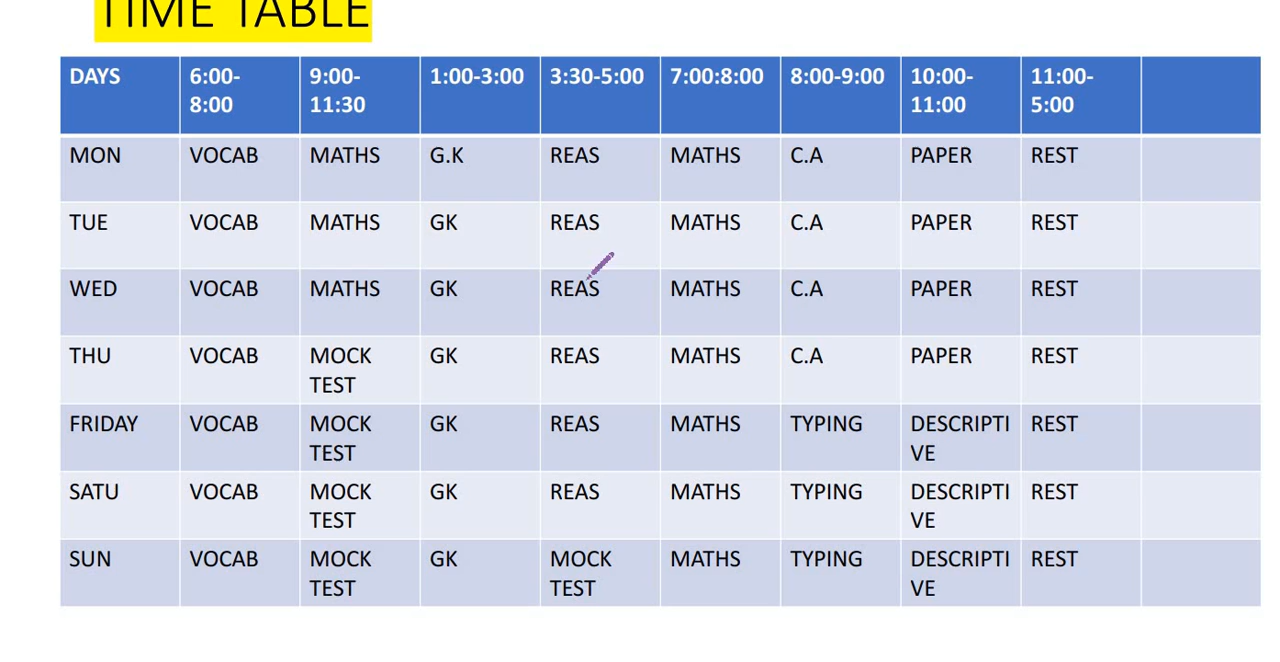 TIME TABLE
DAYS 6:00- 9:00- 1:00-3:00 3:30-5:00 7:00:8:00 8:00-9:00 10:00- 11:00-
8:00 11:30 11:00 5:00
MON VOCAB MATHS G.K REAS MATHS C.A PAPER REST
TUE VOCAB MATHS GK REAS MATHS C.A PAPER REST
WED VOCAB MATHS GK REAS MATHS C.A PAPER REST
THU VOCAB MOCK GK REAS MATHS C.A PAPER REST
TEST
FRIDAY VOCAB MOCK GK REAS MATHS TYPING DESCRIPTI REST
TEST VE
SATU VOCAB MOCK GK REAS MATHS TYPING DESCRIPTI REST
TEST VE
SUN VOCAB MOCK GK MOCK MATHS TYPING DESCRIPTI REST
TEST TEST VE